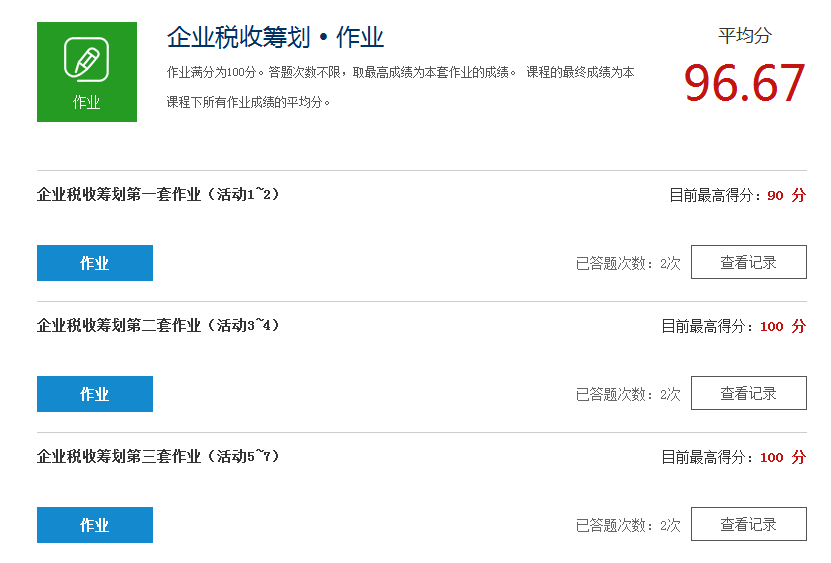 作业
企业税收筹划 • 作业
作业满分为100分。答题次数不限，取最高成绩为本套作业的成绩。 课程的最终成绩为本
课程下所有作业成绩的平均分。
平均分
96.67
企业税收筹划第一套作业（活动1~2）
目前最高得分：90 分
作业
已答题次数：2次
查看记录
企业税收筹划第二套作业（活动3~4）
目前最高得分：100 分
作业
已答题次数：2次
查看记录
企业税收筹划第三套作业（活动5~7）
目前最高得分：100 分
作业
已答题次数：2次
查看记录